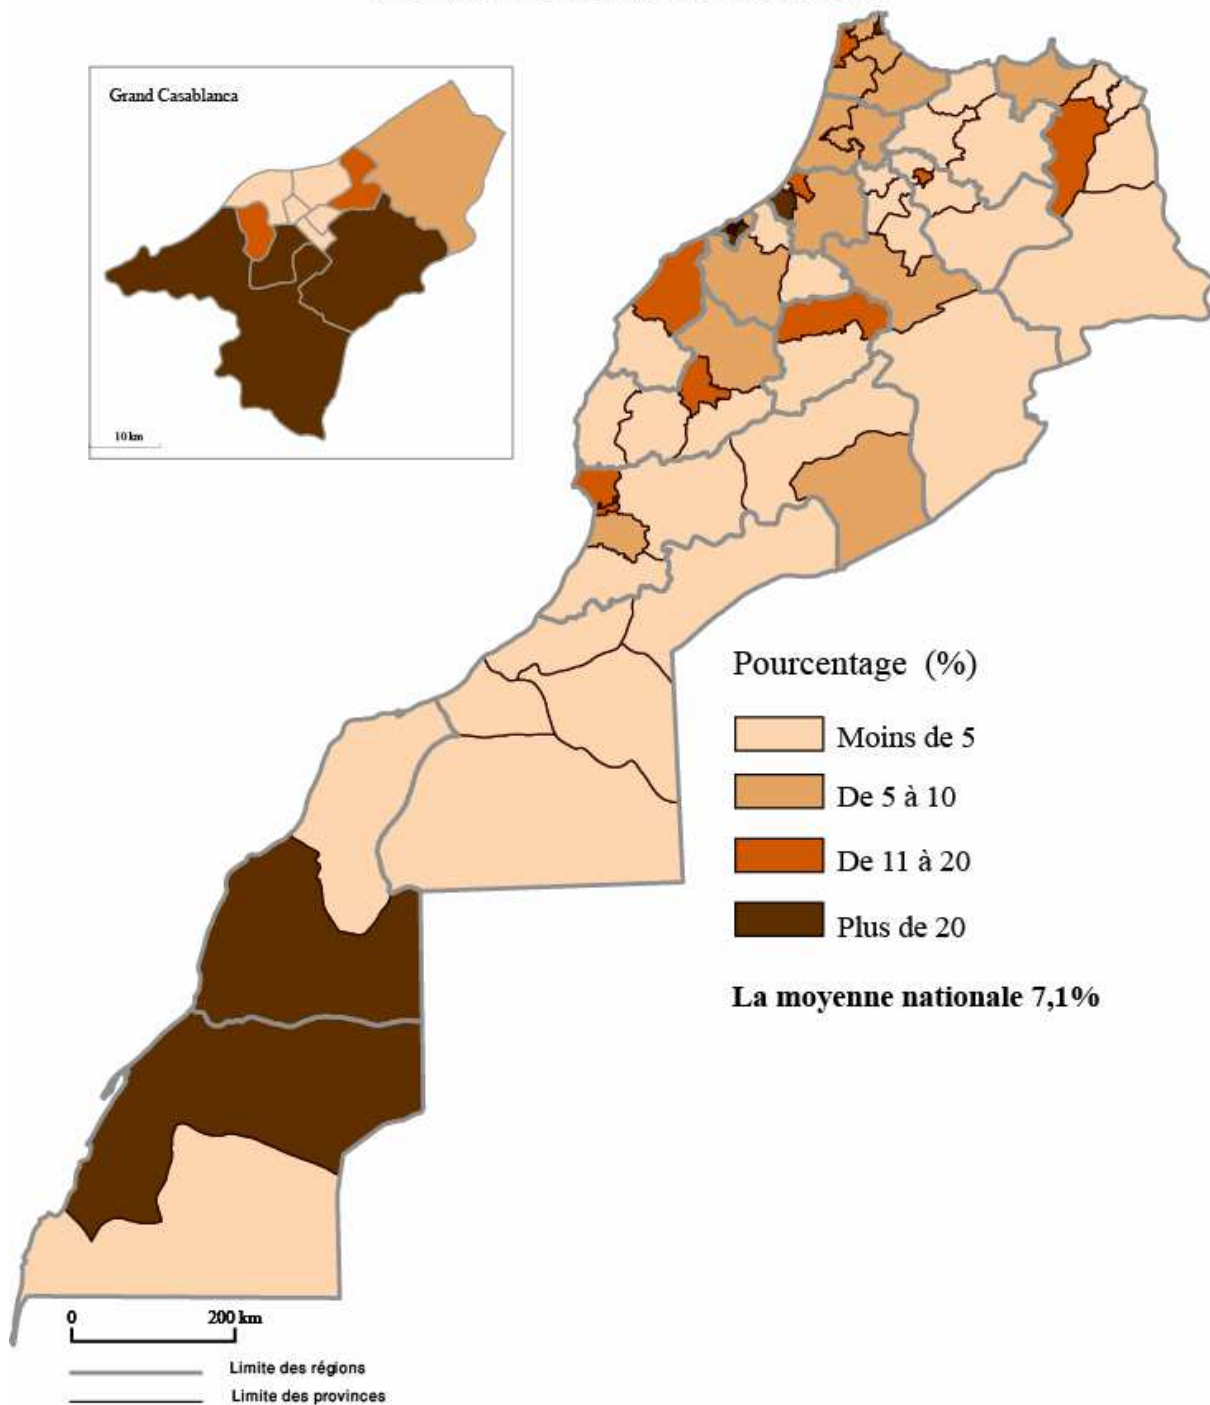 Grand Casablanca
10 km
Pourcentage (%)
Moins de 5
De 5 à 10
De 11 à 20
Plus de 20
La moyenne nationale 7,1%
0 200 km
Limite des régions
Limite des provinces